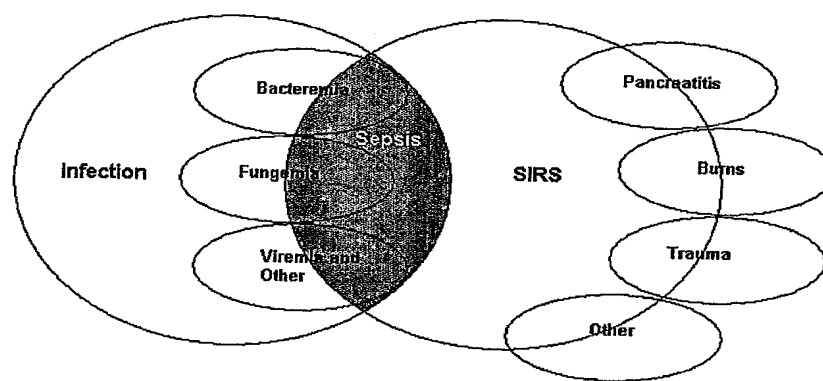 Infection
Bacteremia
Fungemia
Viremia and
Other
Sepsis
SIRS
Pancreatitis
Burns
Trauma
Other